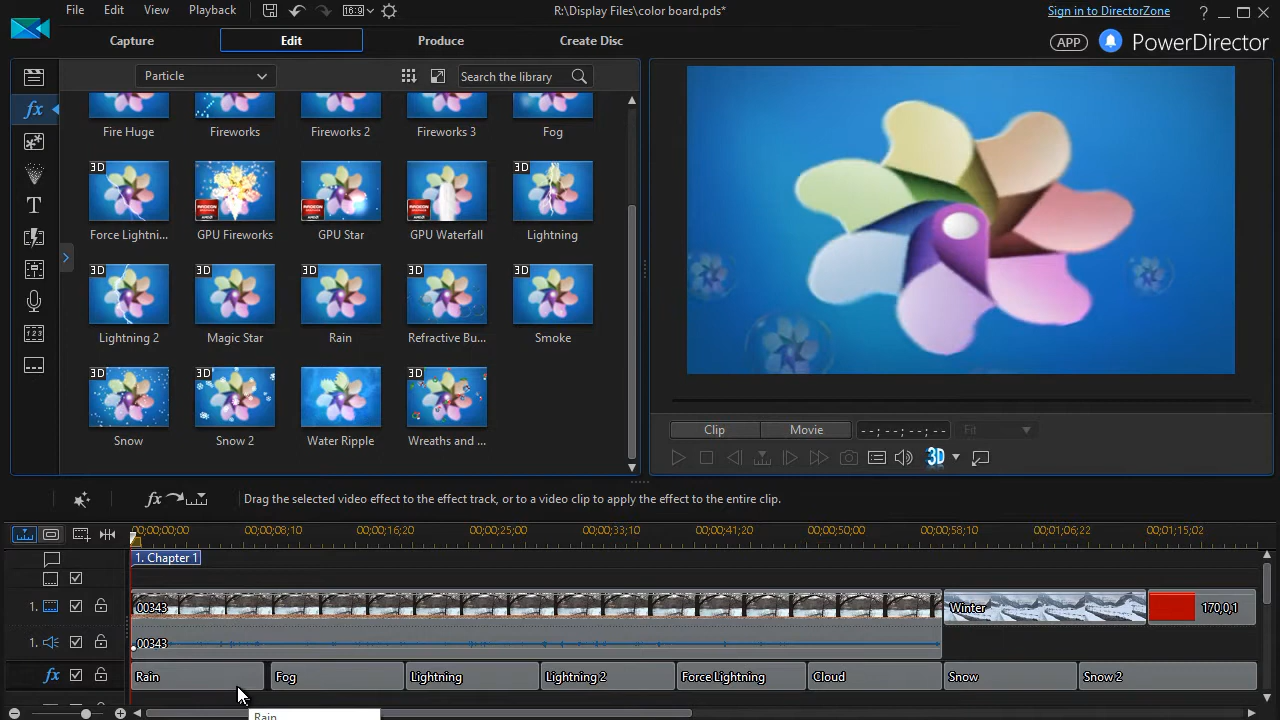 File Edit View Playback 16:9 R:\Display Files\color board.pds* Sign in to DirectorZone ?
Capture Edit Produce Create Disc APP PowerDirector
Particle Search the library
fx
Fire Huge Fireworks Fireworks 2 Fireworks 3 Fog
3D 3D
Force Lightni... GPU Fireworks GPU Star GPU Waterfall Lightning
3D 3D 3D 3D 3D
Lightning 2 Magic Star Rain Refractive Bu... Smoke
3D 3D 3D
Snow Snow 2 Water Ripple Wreaths and ...
T
Clip Movie --;--;--;-- Fit
3D
fx Drag the selected video effect to the effect track, or to a video clip to apply the effect to the entire clip.
00;00;00;00 00;00;08;10 00;00;16;20 00;00;25;00 00;00;33;10 00;00;41;20 00;00;50;00 00;00;58;10 00;01;06;22 00;01;15;02
1. Chapter 1
1. 00343 Winter 170,0,1
1. 00343
fx Rain Fog Lightning Lightning 2 Force Lightning Cloud Snow Snow 2
Rain